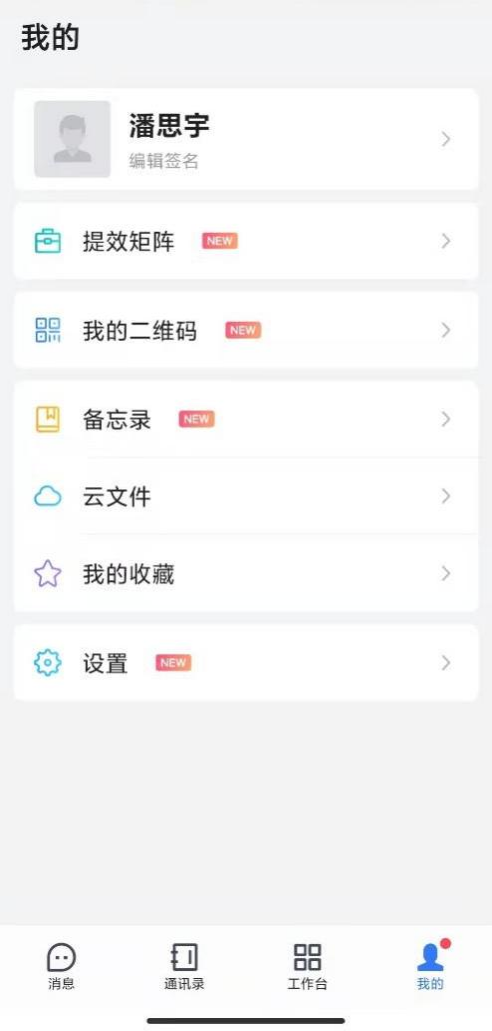 我的
潘思宇
编辑签名
提效矩阵 NEW
我的二维码 NEW
备忘录 NEW
云文件
我的收藏
设置 NEW
消息 通讯录 工作台 我的